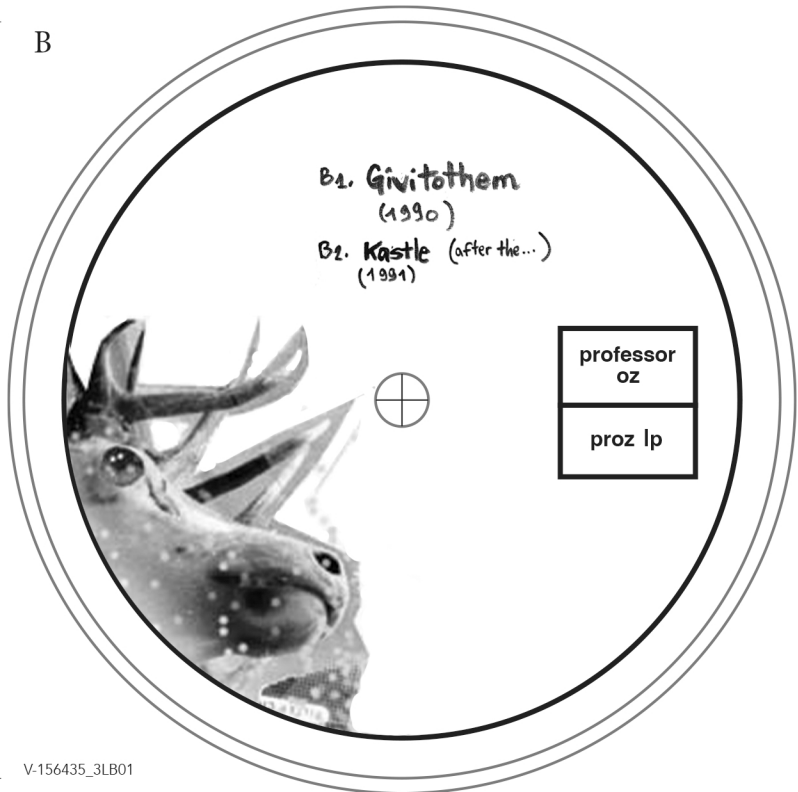 B
B1. Givitothem
(1990)
B2. Kastle (after the...)
(1991)
professor
oz
proz lp
V-156435_3LB01